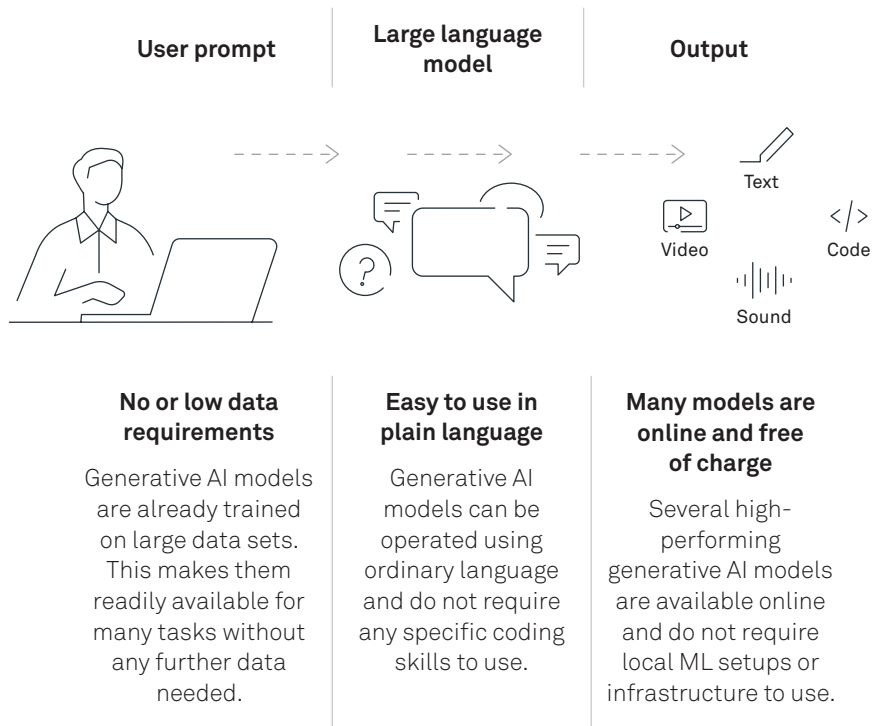 User prompt
Large language
model
Output
Text
Video
Code
Sound
?
No or low data
requirements
Generative AI models
are already trained
on large data sets.
This makes them
readily available for
many tasks without
any further data
needed.
Easy to use in
plain language
Generative AI
models can be
operated using
ordinary language
and do not require
any specific coding
skills to use.
Many models are
online and free
of charge
Several high-
performing
generative AI models
are available online
and do not require
local ML setups or
infrastructure to use.